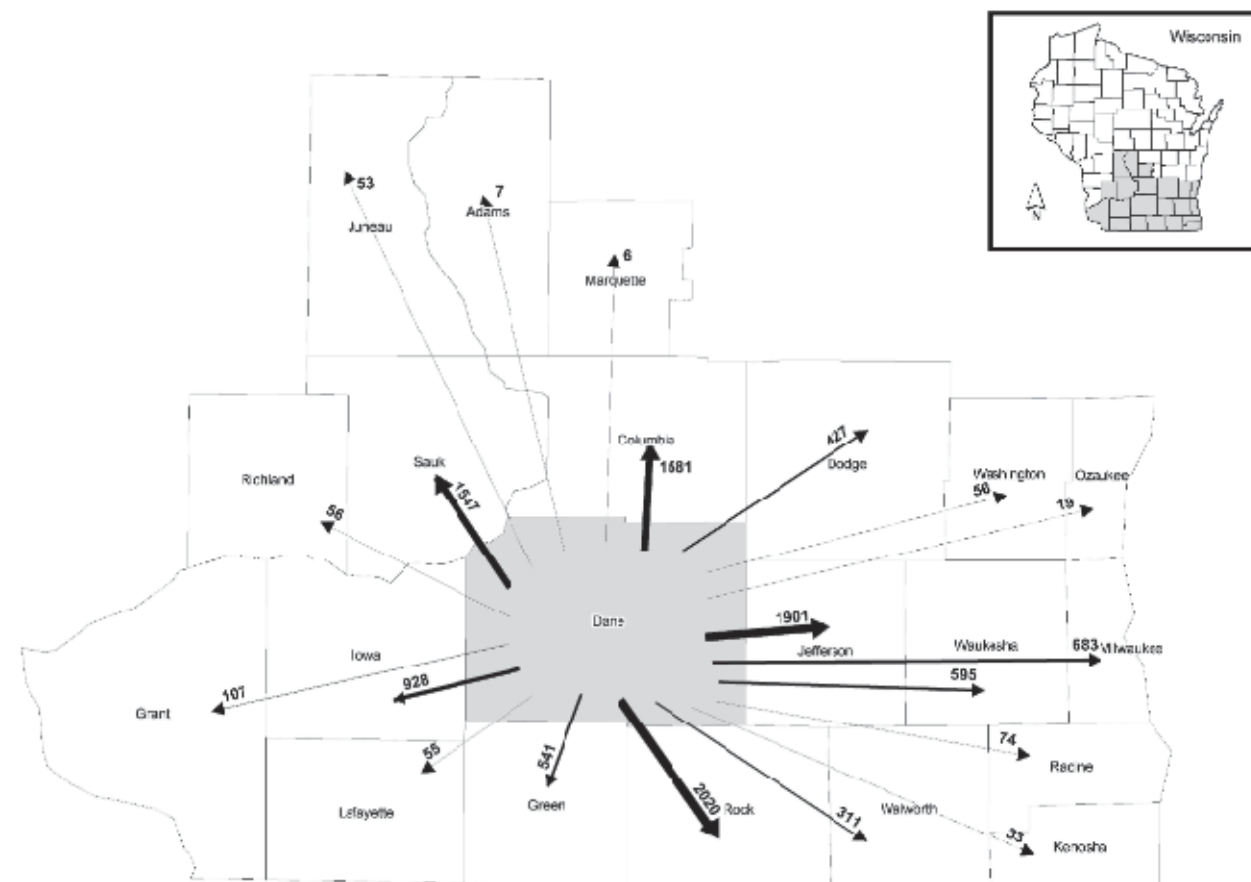 Wisconsin
N
53
Juneau
7
Adams
6
Marquette
Columbia
1581
427
Dodge
Sauk
1547
Richland
56
Washington
56
Ozaukee
19
Dane
1901
Jefferson
Waukesha
683
Milwaukee
595
Iowa
928
107
Grant
55
Lafayette
541
Green
2020
Rock
311
Walworth
74
Racine
33
Kenosha